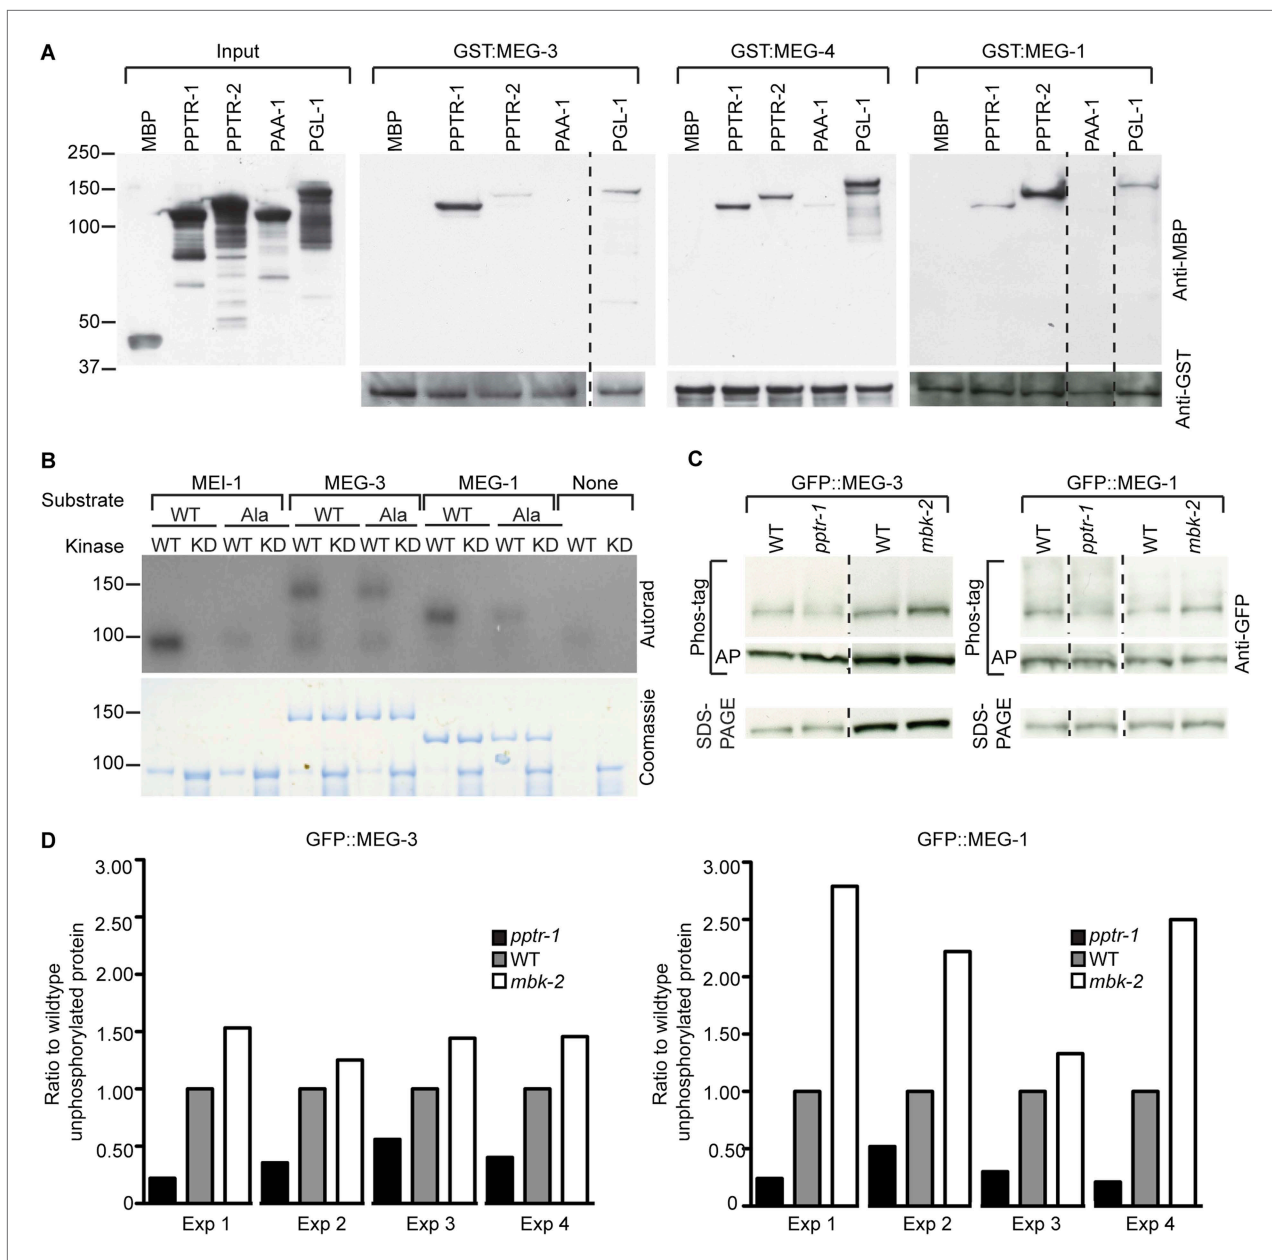 A
Input
GST:MEG-3
GST:MEG-4
GST:MEG-1
MBP PPTR-1 PPTR-2 PAA-1 PGL-1
MBP PPTR-1 PPTR-2 PAA-1 PGL-1
MBP PPTR-1 PPTR-2 PAA-1 PGL-1
MBP PPTR-1 PPTR-2 PAA-1 PGL-1
250
150
100
50
37
Anti-MBP
Anti-GST
B
MEI-1 MEG-3 MEG-1 None
Substrate
WT Ala WT Ala WT Ala
Kinase WT KD WT KD WT KD WT KD WT KD WT KD WT KD
150
100
Autorad
150
100
Coomassie
C
GFP::MEG-3
GFP::MEG-1
WT pptr-1 WT mbk-2
WT pptr-1 WT mbk-2
Phos-tag
AP
SDS-
PAGE
Phos-tag
AP
SDS-
PAGE
Anti-GFP
D
GFP::MEG-3
Ratio to wildtype
unphosphorylated protein
3.00
2.50
2.00
1.50
1.00
0.50
0
pptr-1
WT
mbk-2
Exp 1 Exp 2 Exp 3 Exp 4
GFP::MEG-1
Ratio to wildtype
unphosphorylated protein
3.00
2.50
2.00
1.50
1.00
0.50
0
pptr-1
WT
mbk-2
Exp 1 Exp 2 Exp 3 Exp 4